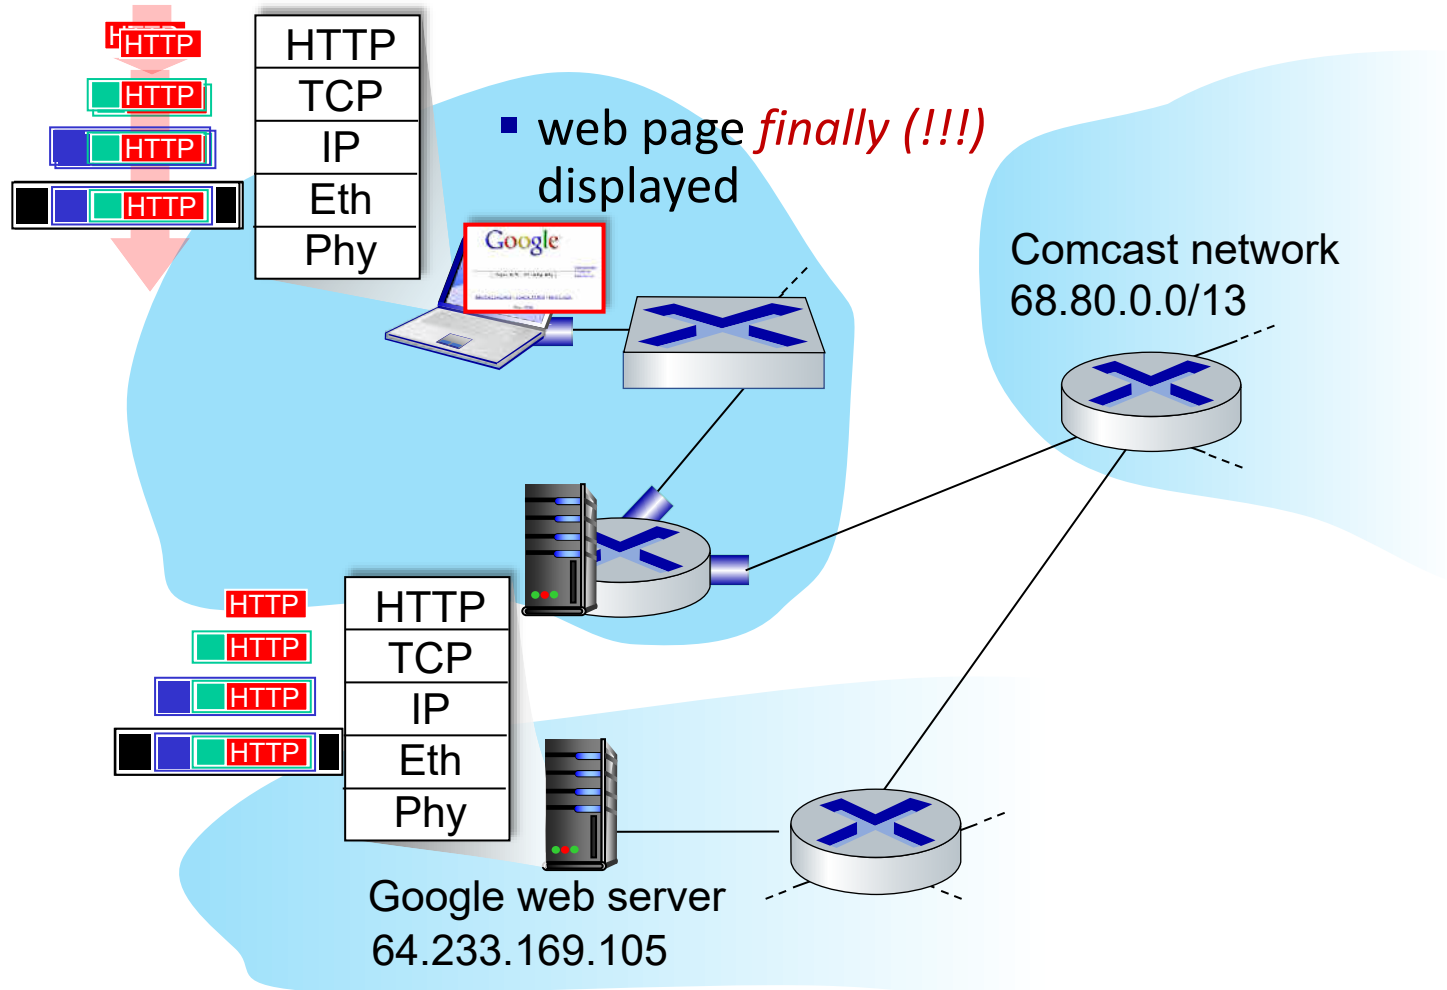 HTTP
HTTP
TCP
HTTP
IP
HTTP
Eth
HTTP
Phy
▪ web page finally (!!!)
displayed
Google
Comcast network
68.80.0.0/13
HTTP
HTTP
HTTP
TCP
HTTP
IP
HTTP
Eth
Phy
Google web server
64.233.169.105